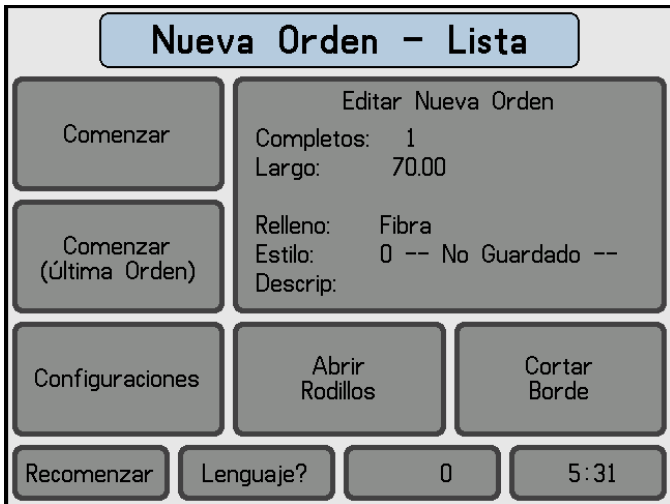 Nueva Orden - Lista
Comenzar
Editar Nueva Orden
Completos: 1
Largo: 70.00
Relleno: Fibra
Estilo: 0 -- No Guardado --
Descrip:
Comenzar
(última Orden)
Configuraciones
Abrir
Rodillos
Cortar
Borde
Recomenzar
Lenguaje?
0
5:31